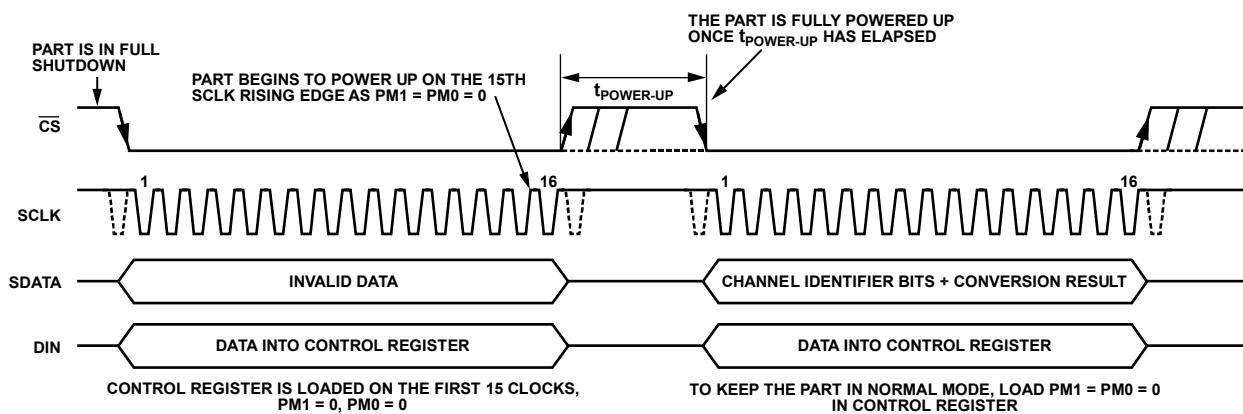 THE PART IS FULLY POWERED UP
ONCE tPOWER-UP HAS ELAPSED
PART IS IN FULL
SHUTDOWN
PART BEGINS TO POWER UP ON THE 15TH
SCLK RISING EDGE AS PM1 = PM0 = 0
tPOWER-UP
CS
1
16
1
16
SCLK
SDATA
INVALID DATA
CHANNEL IDENTIFIER BITS + CONVERSION RESULT
DIN
DATA INTO CONTROL REGISTER
DATA INTO CONTROL REGISTER
CONTROL REGISTER IS LOADED ON THE FIRST 15 CLOCKS,
PM1 = 0, PM0 = 0
TO KEEP THE PART IN NORMAL MODE, LOAD PM1 = PM0 = 0
IN CONTROL REGISTER